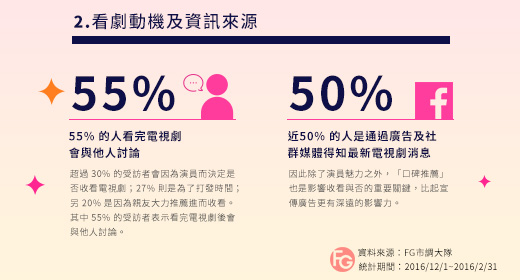 2.看劇動機及資訊來源
55%
55% 的人看完電視劇
會與他人討論
超過 30% 的受訪者會因為演員而決定是
否收看電視劇；27% 則是為了打發時間；
另 20% 是因為親友大力推薦進而收看。
其中 55% 的受訪者表示看完電視劇後會
與他人討論。
50%
近50% 的人是通過廣告及社
群媒體得知最新電視劇消息
因此除了演員魅力之外，「口碑推薦」
也是影響收看與否的重要關鍵，比起宣
傳廣告更有深遠的影響力。
FG
資料來源：FG市調大隊
統計期間：2016/12/1~2016/2/31